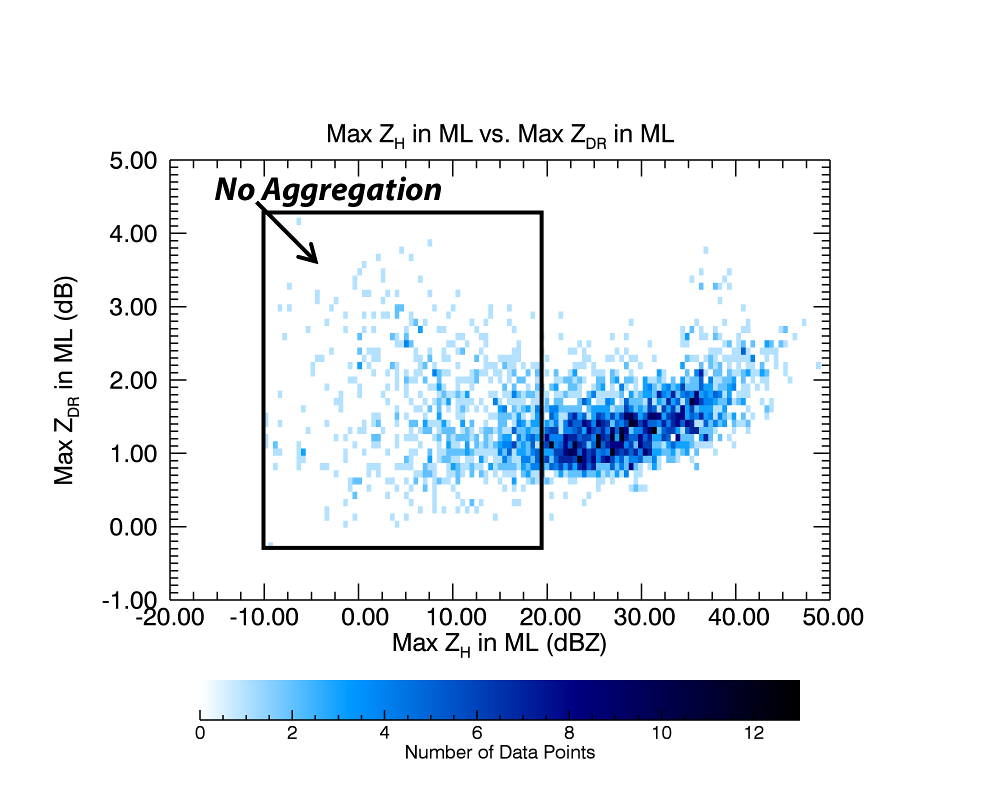 Max ZH in ML vs. Max ZDR in ML
5.00
No Aggregation
4.00
3.00
2.00
1.00
0.00
-1.00
Max ZDR in ML (dB)
-20.00 -10.00 0.00 10.00 20.00 30.00 40.00 50.00
Max ZH in ML (dBZ)
0 2 4 6 8 10 12
Number of Data Points